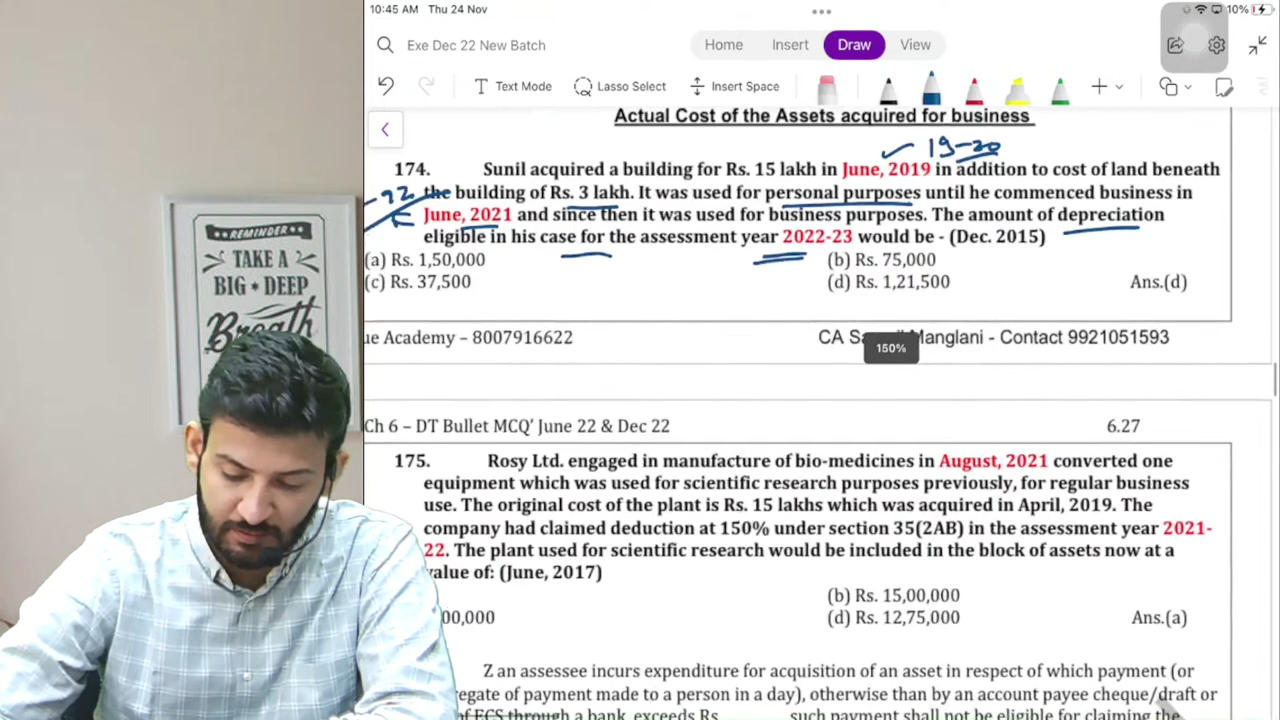 10:45 AM Thu 24 Nov
10%
Exe Dec 22 New Batch
Home Insert Draw View
Text Mode Lasso Select Insert Space
Actual Cost of the Assets acquired for business
19-20
174. Sunil acquired a building for Rs. 15 lakh in June, 2019 in addition to cost of land beneath
the building of Rs. 3 lakh. It was used for personal purposes until he commenced business in
June, 2021 and since then it was used for business purposes. The amount of depreciation
eligible in his case for the assessment year 2022-23 would be - (Dec. 2015)
(a) Rs. 1,50,000 (b) Rs. 75,000
(c) Rs. 37,500 (d) Rs. 1,21,500 Ans.(d)
ue Academy – 8007916622 CA Manglani - Contact 9921051593
150%
Ch 6 – DT Bullet MCQ' June 22 & Dec 22 6.27
175. Rosy Ltd. engaged in manufacture of bio-medicines in August, 2021 converted one
equipment which was used for scientific research purposes previously, for regular business
use. The original cost of the plant is Rs. 15 lakhs which was acquired in April, 2019. The
company had claimed deduction at 150% under section 35(2AB) in the assessment year 2021-
22. The plant used for scientific research would be included in the block of assets now at a
value of: (June, 2017)
(b) Rs. 15,00,000
00,000 (d) Rs. 12,75,000 Ans.(a)
Z an assessee incurs expenditure for acquisition of an asset in respect of which payment (or
regate of payment made to a person in a day), otherwise than by an account payee cheque/draft or
of ECS through a bank, exceeds Rs. such payment shall not be eligible for claiming the
REMINDER
TAKE A
BIG DEEP
Breath